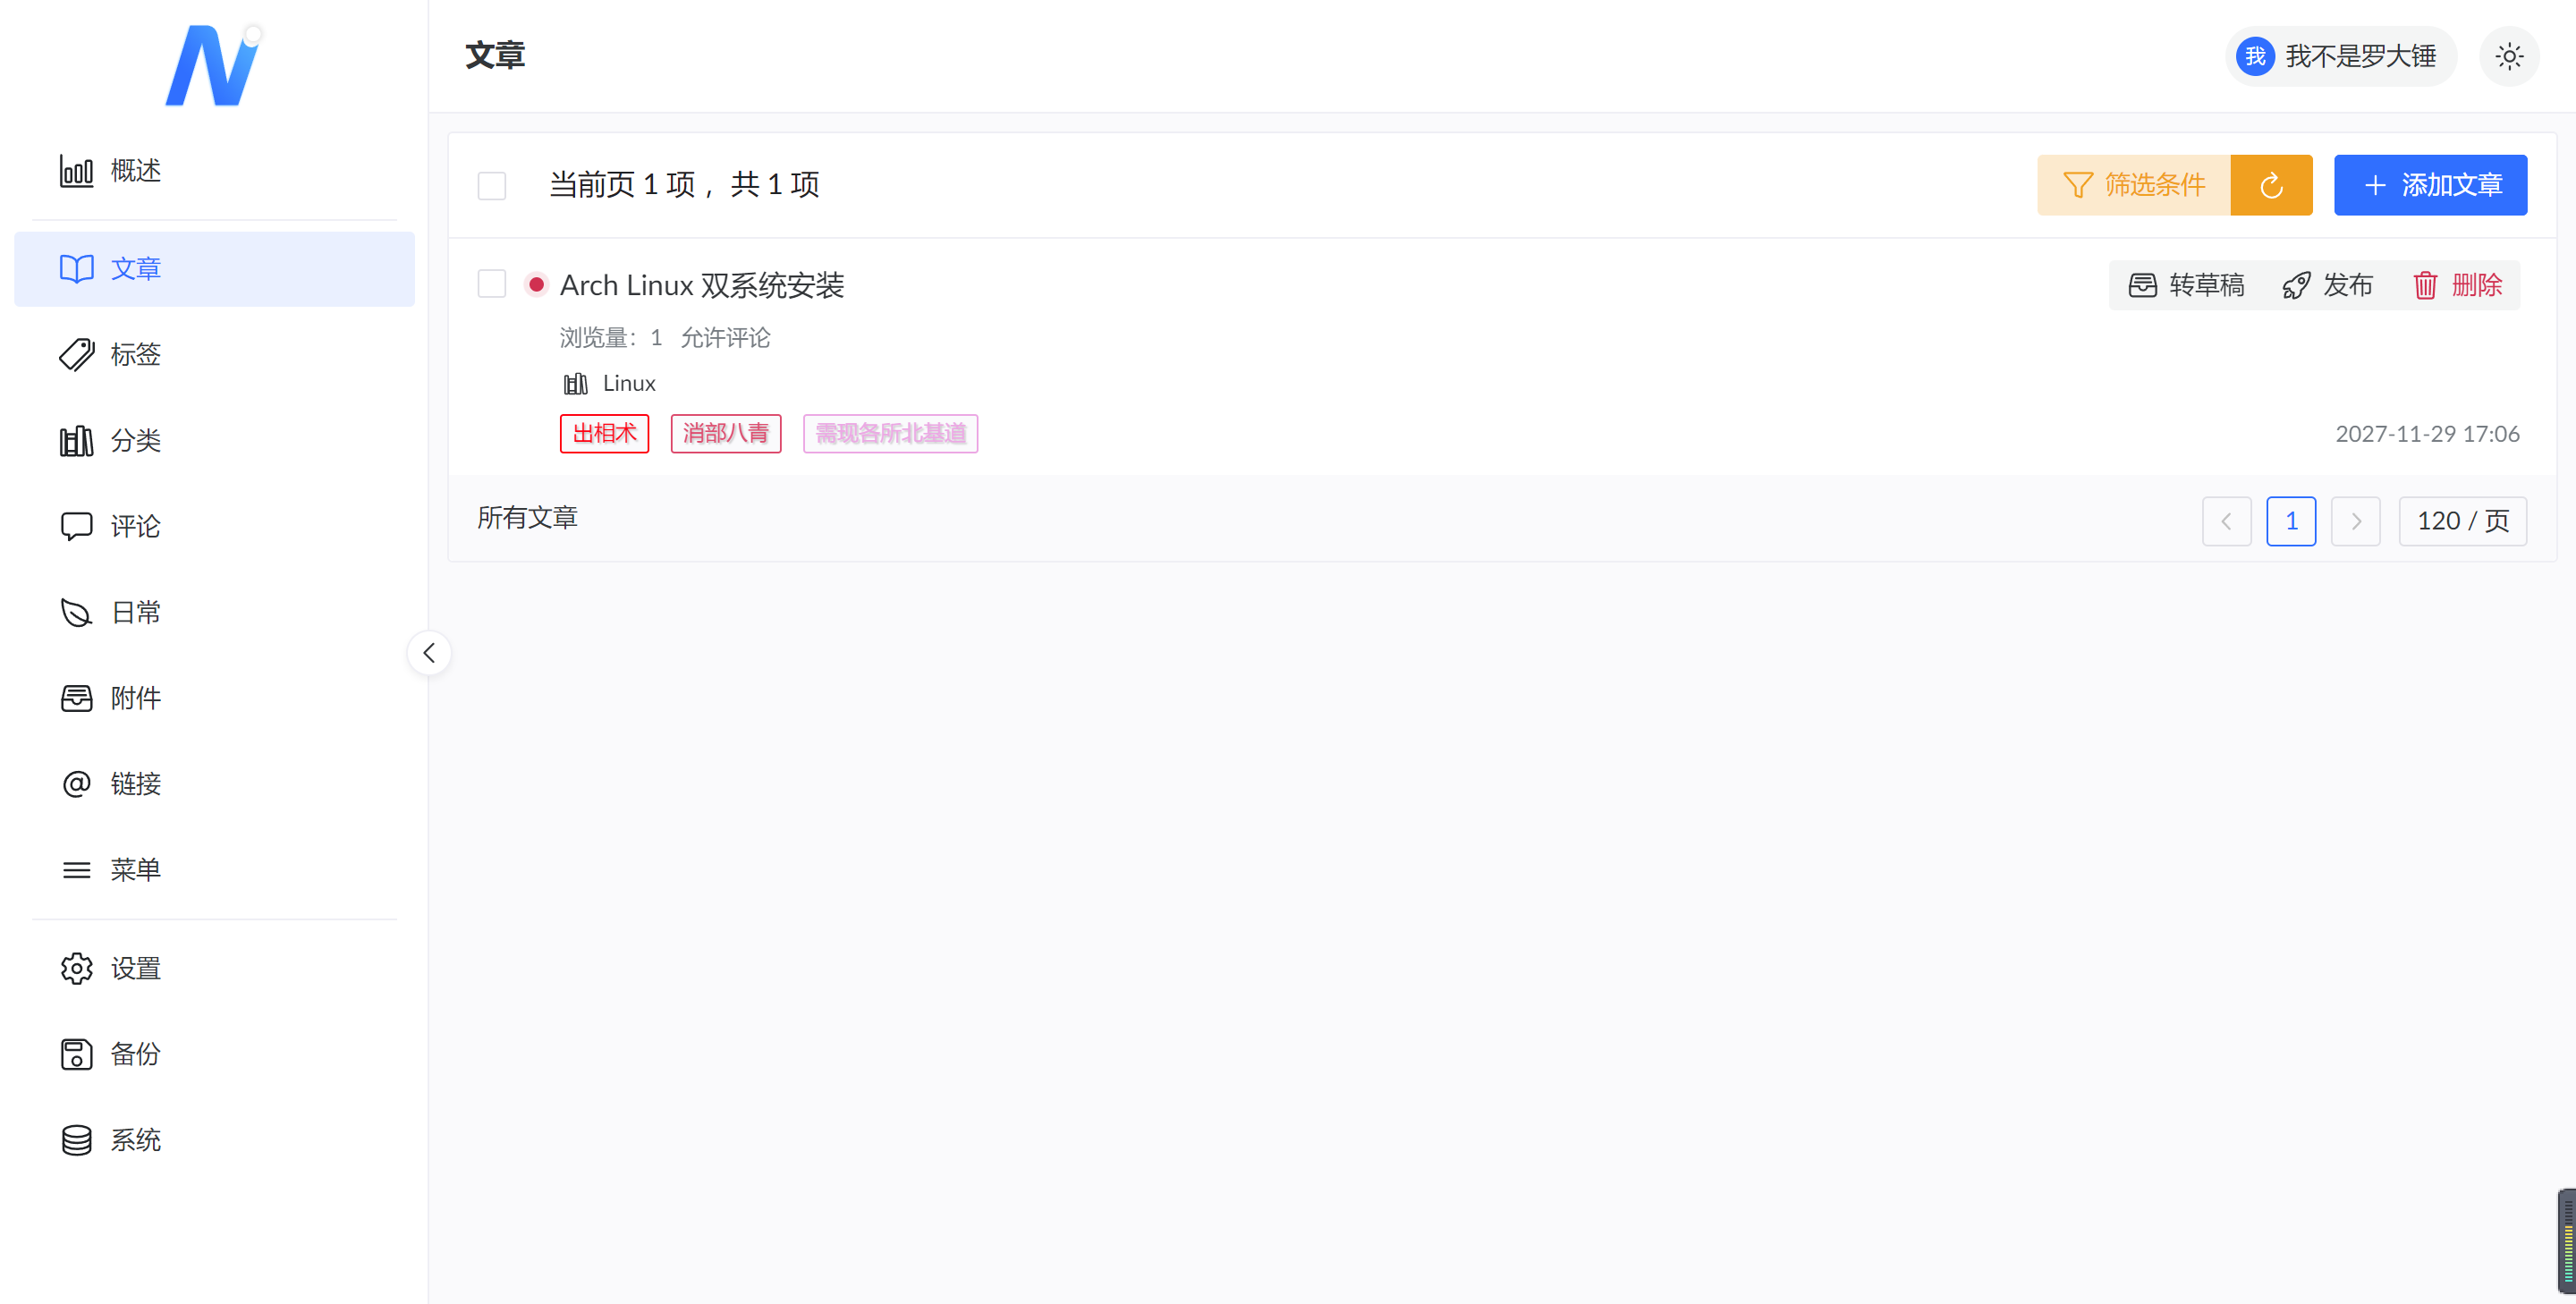 文章
我 我不是罗大锤
概述
文章
标签
分类
评论
日常
附件
@ 链接
菜单
设置
备份
系统
当前页 1 项 ，共 1 项
筛选条件
添加文章
Arch Linux 双系统安装
转草稿 发布 删除
浏览量：1 允许评论
Linux
出相术 消部八青 需现各所北基道
2027-11-29 17:06
所有文章
1
120 / 页